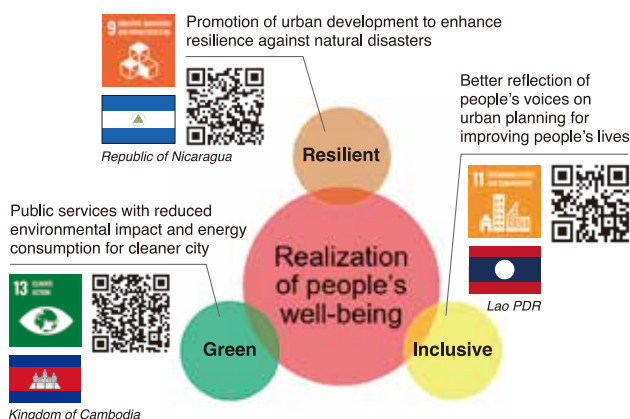 Promotion of urban development to enhance
resilience against natural disasters
9
Republic of Nicaragua
Resilient
Better reflection of
people's voices on
urban planning for
improving people's lives
11
Lao PDR
Public services with reduced
environmental impact and energy
consumption for cleaner city
13 CLIMATE
ACTION
Kingdom of Cambodia
Realization
of people's
well-being
Green
Inclusive